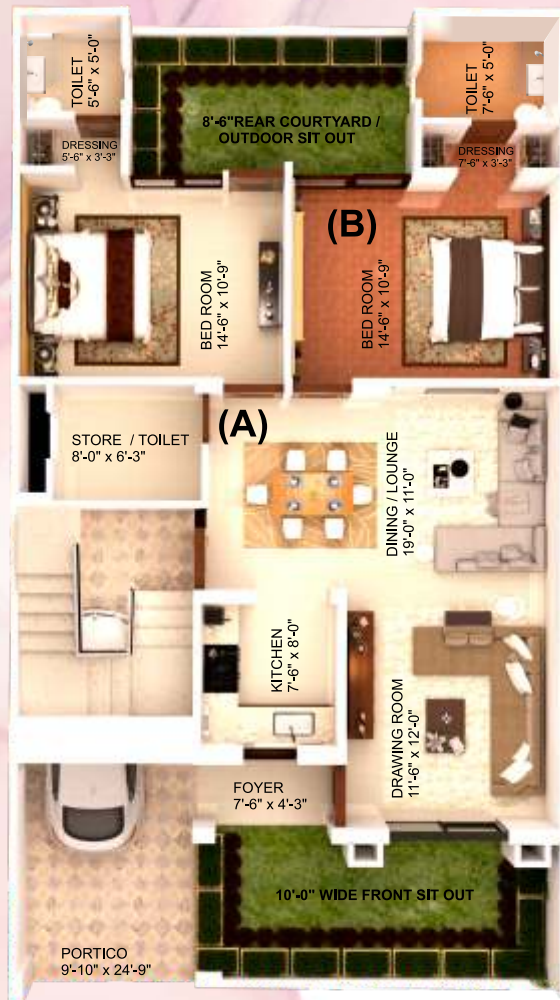 TOILET
5'-6" x 5'-0"
TOILET
7'-6" x 5'-0"
8'-6"REAR COURTYARD /
OUTDOOR SIT OUT
DRESSING
5'-6" x 3'-3"
DRESSING
7'-6" x 3'-3"
(B)
BED ROOM
14'-6" x 10'-9"
BED ROOM
14'-6" x 10'-9"
(A)
STORE / TOILET
8'-0" x 6'-3"
DINING / LOUNGE
19'-0" x 11'-0"
KITCHEN
7'-6" x 8'-0"
DRAWING ROOM
11'-6" x 12'-0"
FOYER
7'-6" x 4'-3"
10'-0" WIDE FRONT SIT OUT
PORTICO
9'-10" x 24'-9"